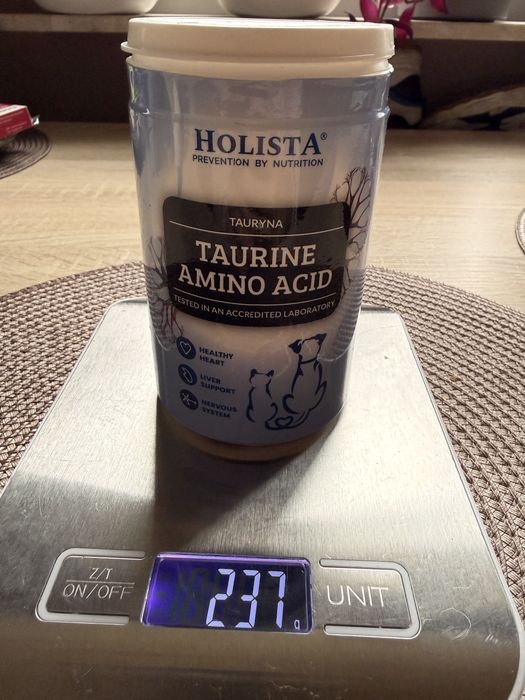 HOLISTA®
PREVENTION BY NUTRITION
TAURYNA
TAURINE
AMINO ACID
TESTED IN AN ACCREDITED LABORATORY
HEALTHY
HEART
LIVER
SUPPORT
NERVOUS
SYSTEM
Z/T
ON/OFF
237 g
UNIT